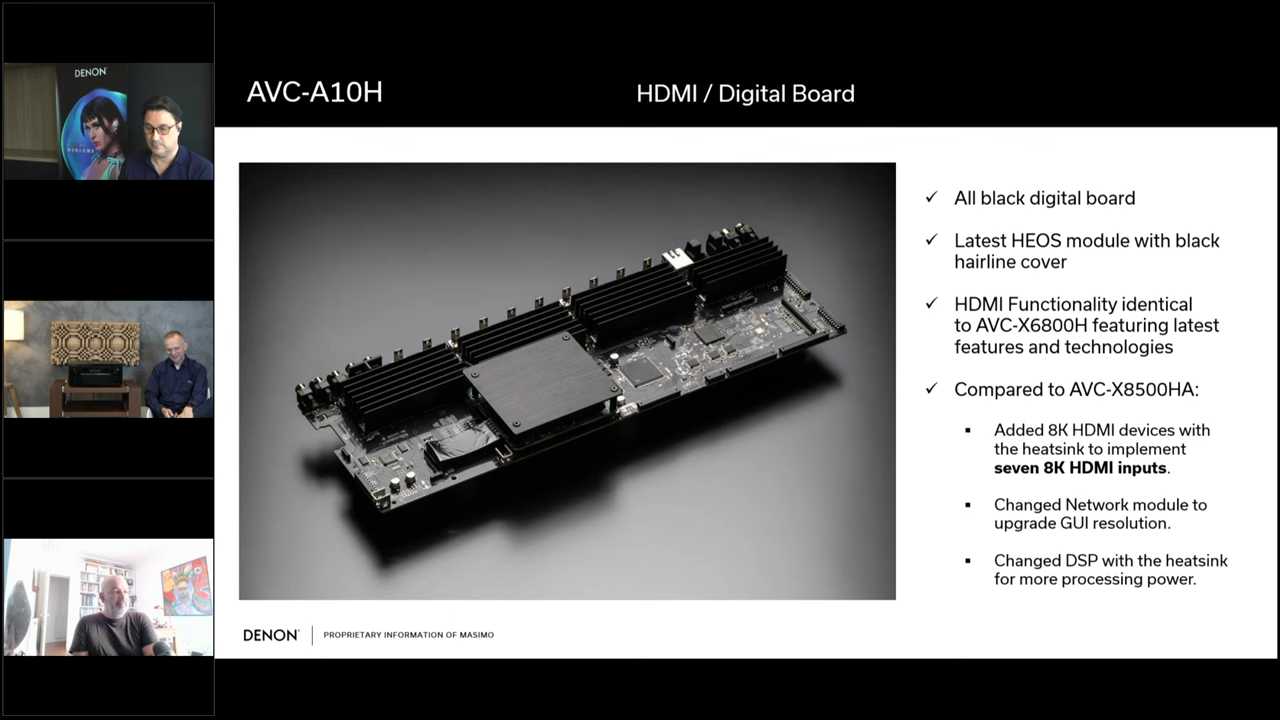 DENON
AVC-A10H
HDMI / Digital Board
✓ All black digital board
✓ Latest HEOS module with black
hairline cover
✓ HDMI Functionality identical
to AVC-X6800H featuring latest
features and technologies
✓ Compared to AVC-X8500HA:
▪ Added 8K HDMI devices with
the heatsink to implement
seven 8K HDMI inputs.
▪ Changed Network module to
upgrade GUI resolution.
▪ Changed DSP with the heatsink
for more processing power.
DENON®
PROPRIETARY INFORMATION OF MASIMO